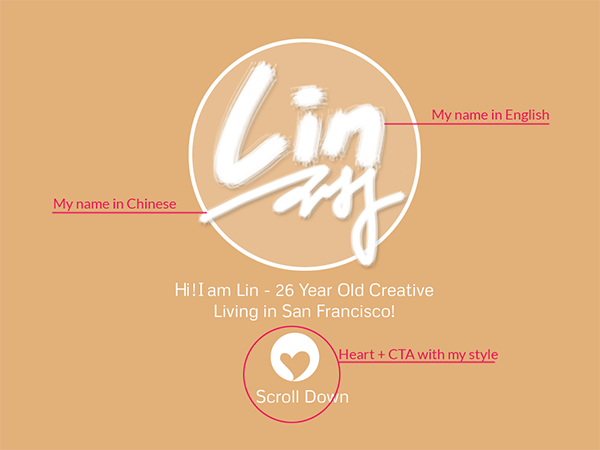 Lin
My name in English
My name in Chinese
Hi! I am Lin - 26 Year Old Creative
Living in San Francisco!
Heart + CTA with my style
Scroll Down